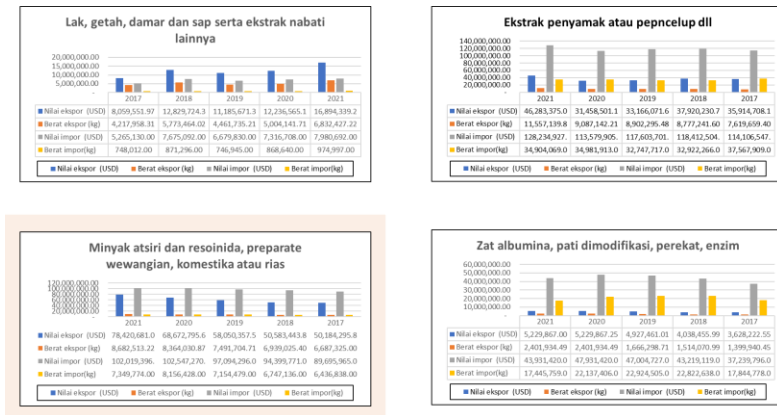 Lak, getah, damar dan sap serta ekstrak nabati
lainnya
20,000,000.00
15,000,000.00
10,000,000.00
5,000,000.00
-
2017 2018 2019 2020 2021
Nilai ekspor (USD) 8,059,551.97 12,829,724.3 11,185,671.3 12,236,565.1 16,894,339.2
Berat ekspor (kg) 4,217,958.31 5,773,464.02 4,461,735.21 5,004,141.71 6,832,427.22
Nilai impor (USD) 5,265,130.00 7,675,092.00 6,679,830.00 7,316,708.00 7,980,692.00
Berat impor(kg) 748,012.00 871,296.00 746,945.00 868,640.00 974,997.00
Nilai ekspor (USD) Berat ekspor (kg) Nilai impor (USD) Berat impor(kg)
Ekstrak penyamak atau pepncelup dll
140,000,000.00
120,000,000.00
100,000,000.00
80,000,000.00
60,000,000.00
40,000,000.00
20,000,000.00
-
2021 2018 2019 2020 2017
Nilai ekspor (USD) 46,283,375.0 31,458,501.1 33,166,071.6 37,920,230.7 35,914,708.1
Berat ekspor (kg) 11,557,139.8 9,087,142.21 8,902,295.48 8,777,241.60 7,619,659.40
Nilai impor (USD) 128,234,927. 113,579,905. 117,603,701. 118,412,504. 114,106,547.
Berat impor(kg) 34,904,069.0 34,981,913.0 32,747,717.0 32,922,266.0 37,567,909.0
Nilai ekspor (USD) Berat ekspor (kg) Nilai impor (USD) Berat impor(kg)
Minyak atsiri dan resoinida, preparate
wewangian, komestika atau rias
120,000,000.00
100,000,000.00
80,000,000.00
60,000,000.00
40,000,000.00
20,000,000.00
-
2021 2018 2019 2020 2017
Nilai ekspor (USD) 78,420,681.0 68,672,795.6 58,050,357.5 50,583,443.8 50,184,295.8
Berat ekspor (kg) 8,682,513.22 8,364,030.87 7,491,704.71 6,939,025.40 6,687,325.00
Nilai impor (USD) 102,019,396. 102,547,270. 97,094,296.0 94,399,771.0 89,695,965.0
Berat impor(kg) 7,349,774.00 8,156,428.00 7,154,479.00 6,747,136.00 6,436,838.00
Nilai ekspor (USD) Berat ekspor (kg) Nilai impor (USD) Berat impor(kg)
Zat albumina, pati dimodifikasi, perekat, enzim
60,000,000.00
50,000,000.00
40,000,000.00
30,000,000.00
20,000,000.00
10,000,000.00
-
2021 2018 2019 2020 2017
Nilai ekspor (USD) 5,229,867.00 5,229,867.25 4,927,461.01 4,038,455.99 3,628,222.55
Berat ekspor (kg) 2,401,934.49 2,401,934.49 1,666,298.71 1,514,070.99 1,399,940.45
Nilai impor (USD) 43,931,420.0 47,931,420.0 47,004,727.0 43,219,119.0 37,239,796.0
Berat impor(kg) 17,445,759.0 22,137,406.0 22,924,505.0 22,822,638.0 17,844,778.0
Nilai ekspor (USD) Berat ekspor (kg) Nilai impor (USD) Berat impor(kg)